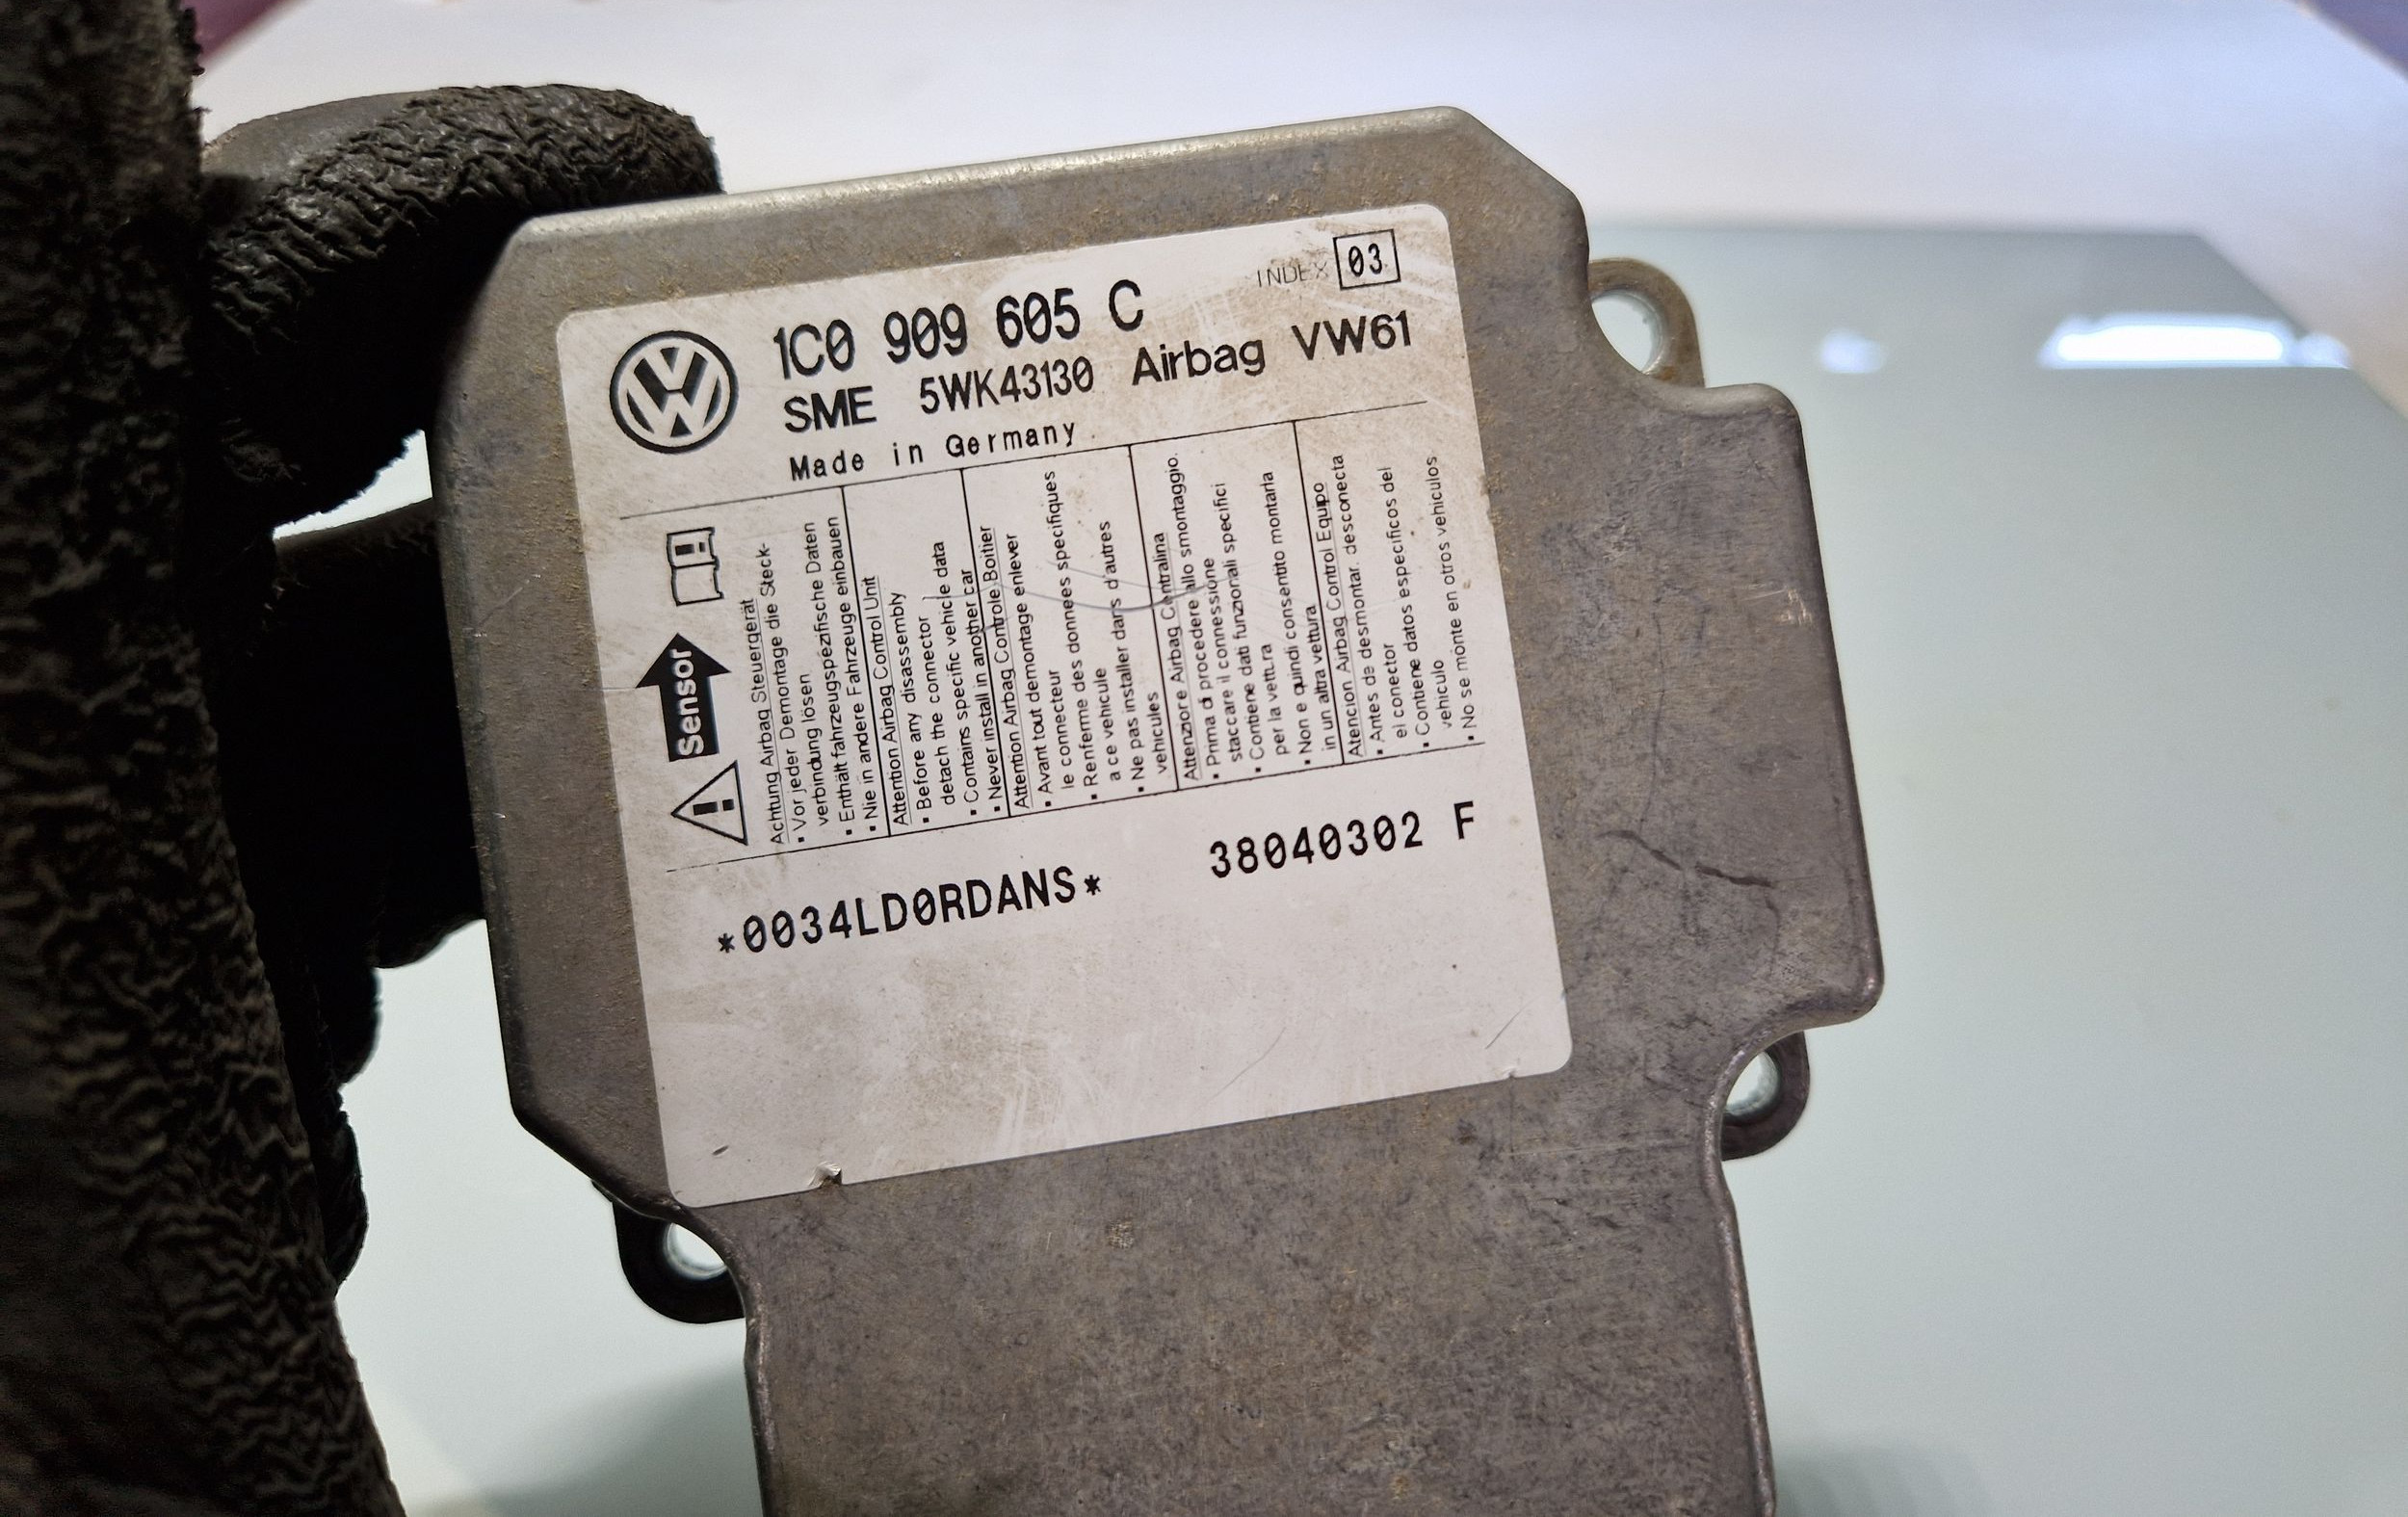 INDEX 03
1C0 909 605 C
SME 5WK43130 Airbag VW61
Made in Germany
Sensor
Achtung Airbag Steuergerät
• Vor jeder Demontage die Steck-
verbindung lösen
• Enthält fahrzeugspezifische Daten
• Nie in andere Fahrzeuge einbauen
Attention Airbag Control Unit
• Before any disassembly
detach the connector
• Contains specific vehicle data
• Never install in another car
Attention Airbag Controle Boitier
• Avant tout demontage enlever
le connecteur
• Renferme des donnees specifiques
a ce vehicule
• Ne pas installer dans d'autres
vehicules
Attenzione Airbag Centralina
• Prima di procedere allo smontaggio.
staccare il connessione
• Contiene dati funzionali specifici
per la vettura
• Non e quindi consentito montarla
in un altra vettura
Atencion Airbag Control Equipo
• Antes de desmontar. desconecta
el conector
• Contiene datos especificos del
vehiculo
• No se monte en otros vehiculos
*0034LD0RDANS* 38040302 F